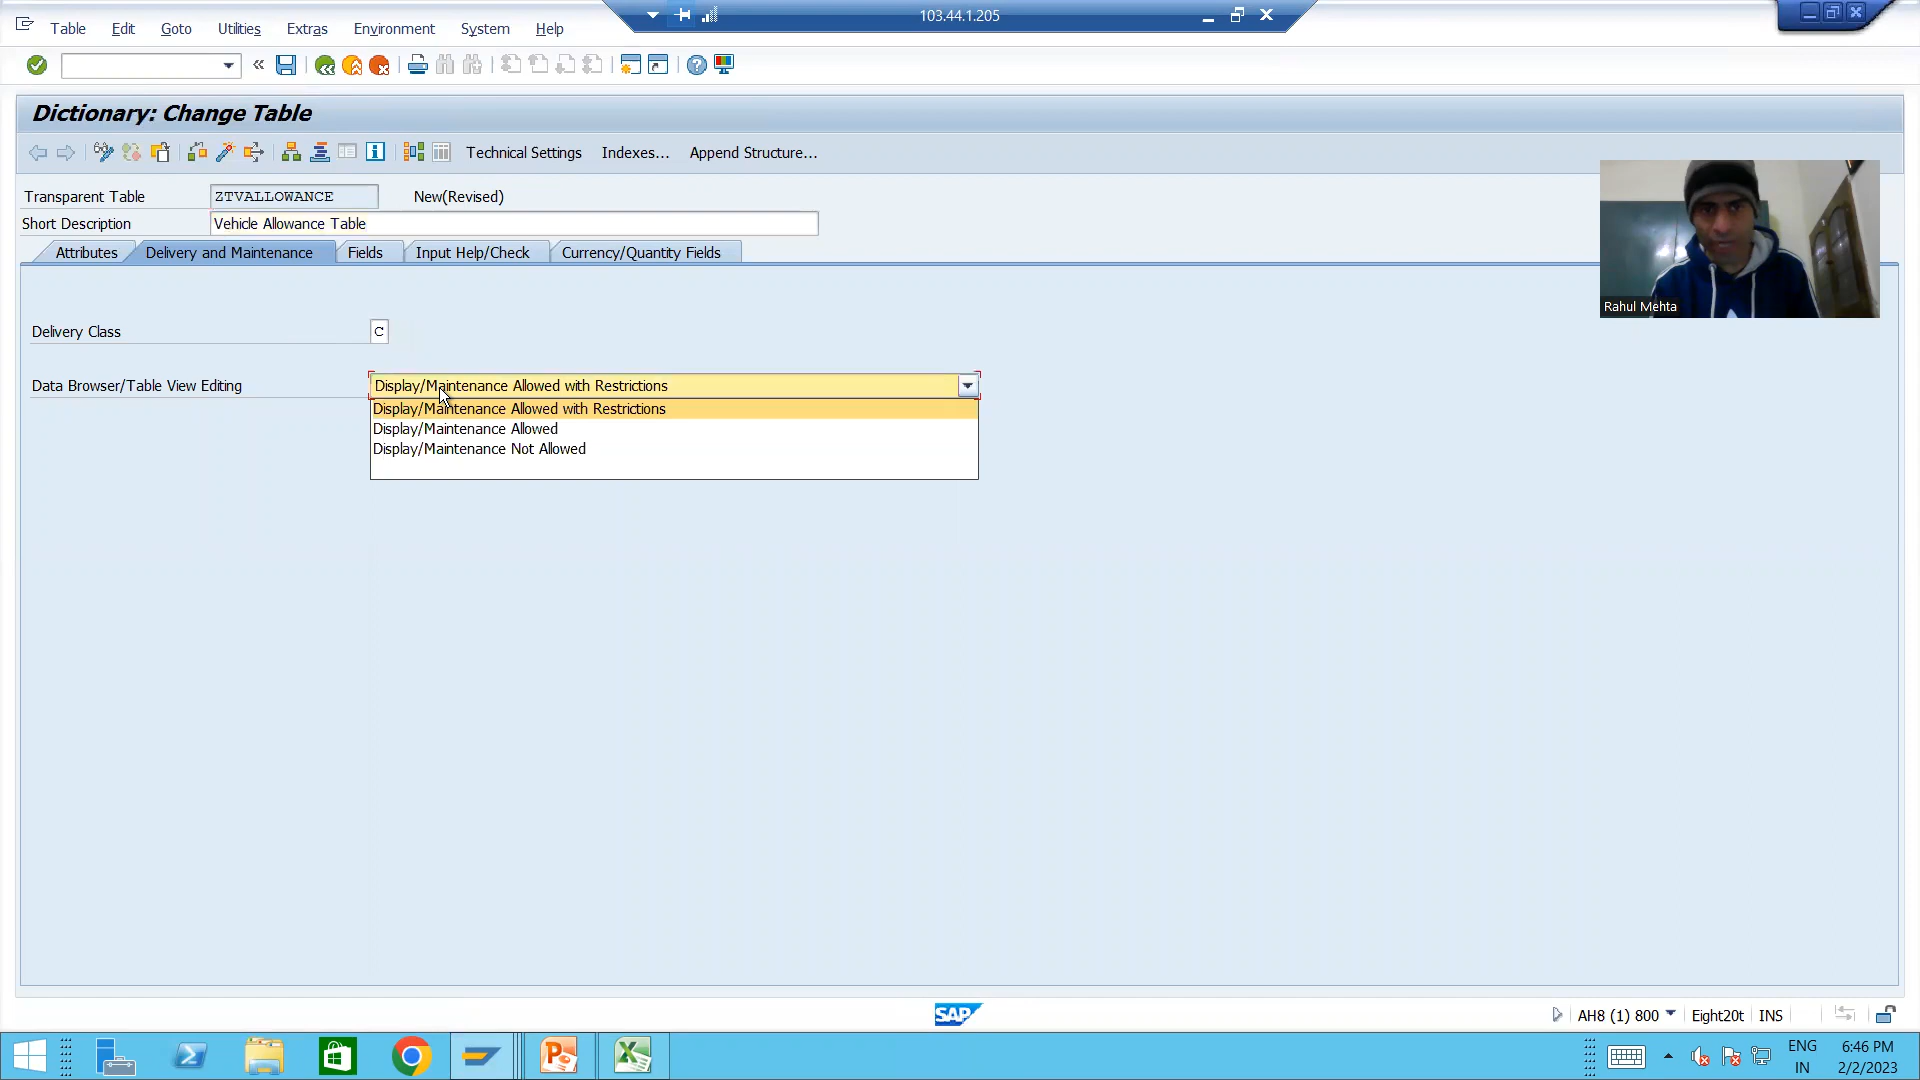 Table Edit Goto Utilities Extras Environment System Help
103.44.1.205
Dictionary: Change Table
Technical Settings Indexes... Append Structure...
Transparent Table ZTVALLOWANCE New(Revised)
Short Description Vehicle Allowance Table
Attributes Delivery and Maintenance Fields Input Help/Check Currency/Quantity Fields
Rahul Mehta
Delivery Class C
Data Browser/Table View Editing Display/Maintenance Allowed with Restrictions
Display/Maintenance Allowed with Restrictions
Display/Maintenance Allowed
Display/Maintenance Not Allowed
SAP
AH8 (1) 800 Eight20t INS
ENG 6:46 PM
IN 2/2/2023